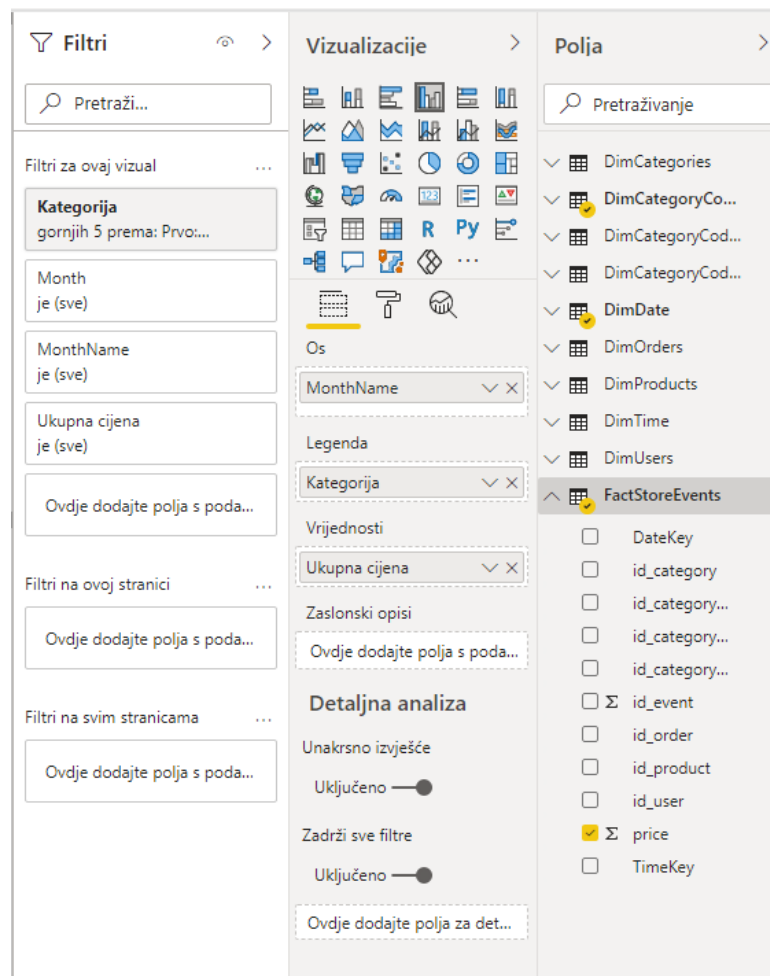 Filtri
Pretraži...
Filtri za ovaj vizual
...
Kategorija
gornjih 5 prema: Prvo:...
Month
je (sve)
MonthName
je (sve)
Ukupna cijena
je (sve)
Ovdje dodajte polja s poda...
Filtri na ovoj stranici
...
Ovdje dodajte polja s poda...
Filtri na svim stranicama
...
Ovdje dodajte polja s poda...
Vizualizacije
123
R
Py
...
Os
MonthName
Legenda
Kategorija
Vrijednosti
Ukupna cijena
Zaslonski opisi
Ovdje dodajte polja s poda...
Detaljna analiza
Unakrsno izvješće
Uključeno
Zadrži sve filtre
Uključeno
Ovdje dodajte polja za det...
Polja
Pretraživanje
DimCategories
DimCategoryCo...
DimCategoryCod...
DimCategoryCod...
DimDate
DimOrders
DimProducts
DimTime
DimUsers
FactStoreEvents
DateKey
id_category
id_category...
id_category...
id_category...
Σ id_event
id_order
id_product
id_user
Σ price
TimeKey